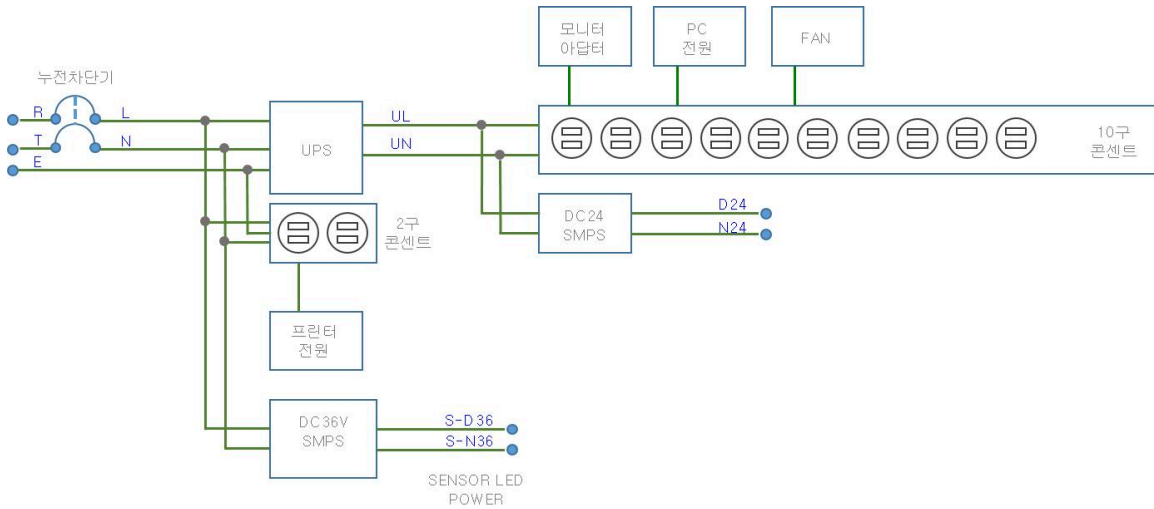 모니터
아답터
PC
전원
FAN
누전차단기
R
L
T
N
E
UPS
UL
UN
10구
콘센트
2구
콘센트
DC24
SMPS
D24
N24
프린터
전원
DC36V
SMPS
S-D36
S-N36
SENSOR LED
POWER